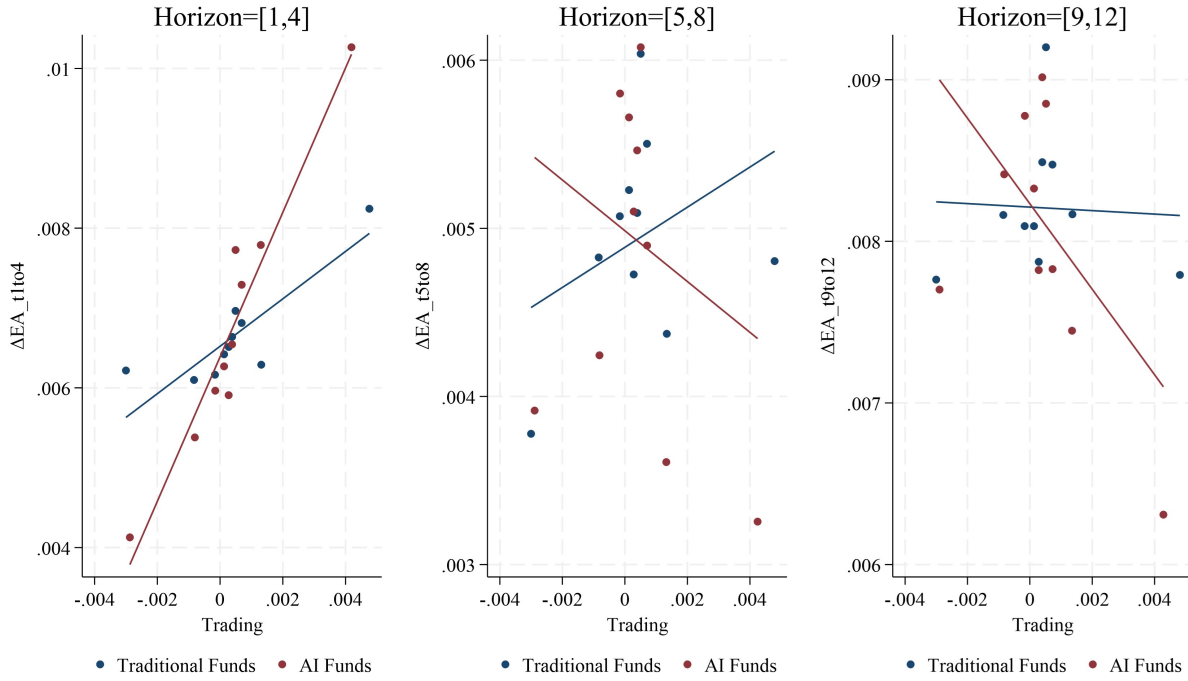 Horizon=[1,4]
ΔEA_t1to4
.01
.008
.006
.004
-.004 -.002 0 .002 .004
Trading
Traditional Funds AI Funds
Horizon=[5,8]
ΔEA_t5to8
.006
.005
.004
.003
-.004 -.002 0 .002 .004
Trading
Traditional Funds AI Funds
Horizon=[9,12]
ΔEA_t9to12
.009
.008
.007
.006
-.004 -.002 0 .002 .004
Trading
Traditional Funds AI Funds